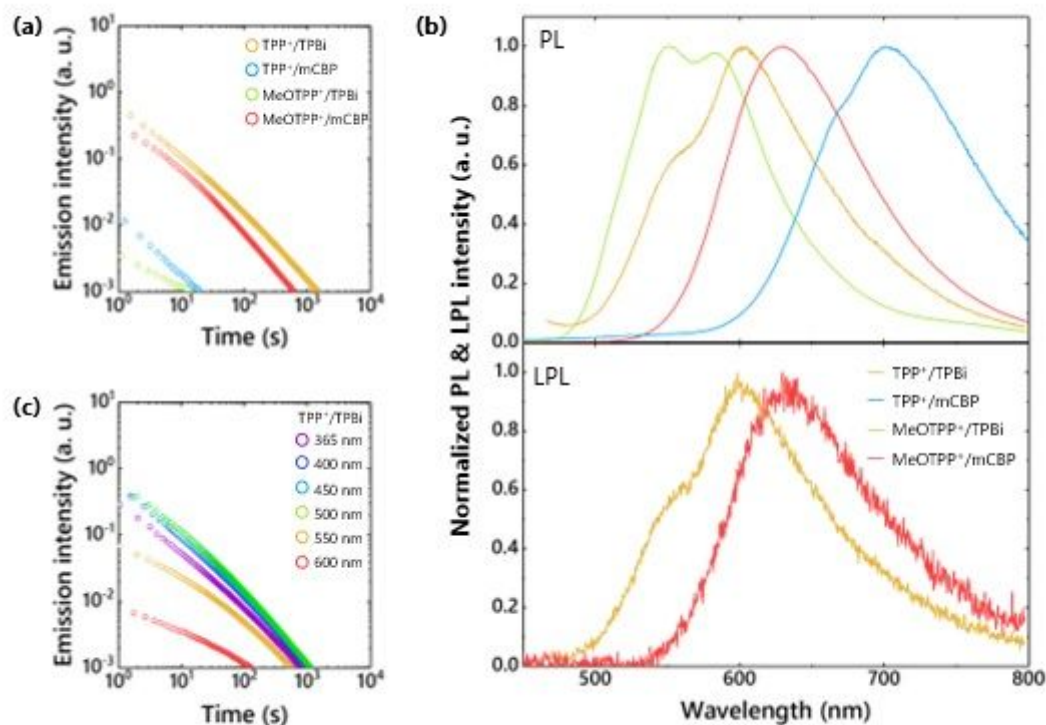 (a)
Emission intensity (a. u.)
10¹
10⁰
10⁻¹
10⁻²
10⁻³
TPP⁺/TPBi
TPP⁺/mCBP
MeOTPP⁺/TPBi
MeOTPP⁺/mCBP
10⁰ 10¹ 10² 10³ 10⁴
Time (s)
(b)
Normalized PL & LPL intensity (a. u.)
PL
1.0
0.8
0.6
0.4
0.2
0.0
LPL
1.0
0.8
0.6
0.4
0.2
0.0
TPP⁺/TPBi
TPP⁺/mCBP
MeOTPP⁺/TPBi
MeOTPP⁺/mCBP
500 600 700 800
Wavelength (nm)
(c)
Emission intensity (a. u.)
10¹
10⁰
10⁻¹
10⁻²
10⁻³
TPP⁺/TPBi
365 nm
400 nm
450 nm
500 nm
550 nm
600 nm
10⁰ 10¹ 10² 10³ 10⁴
Time (s)